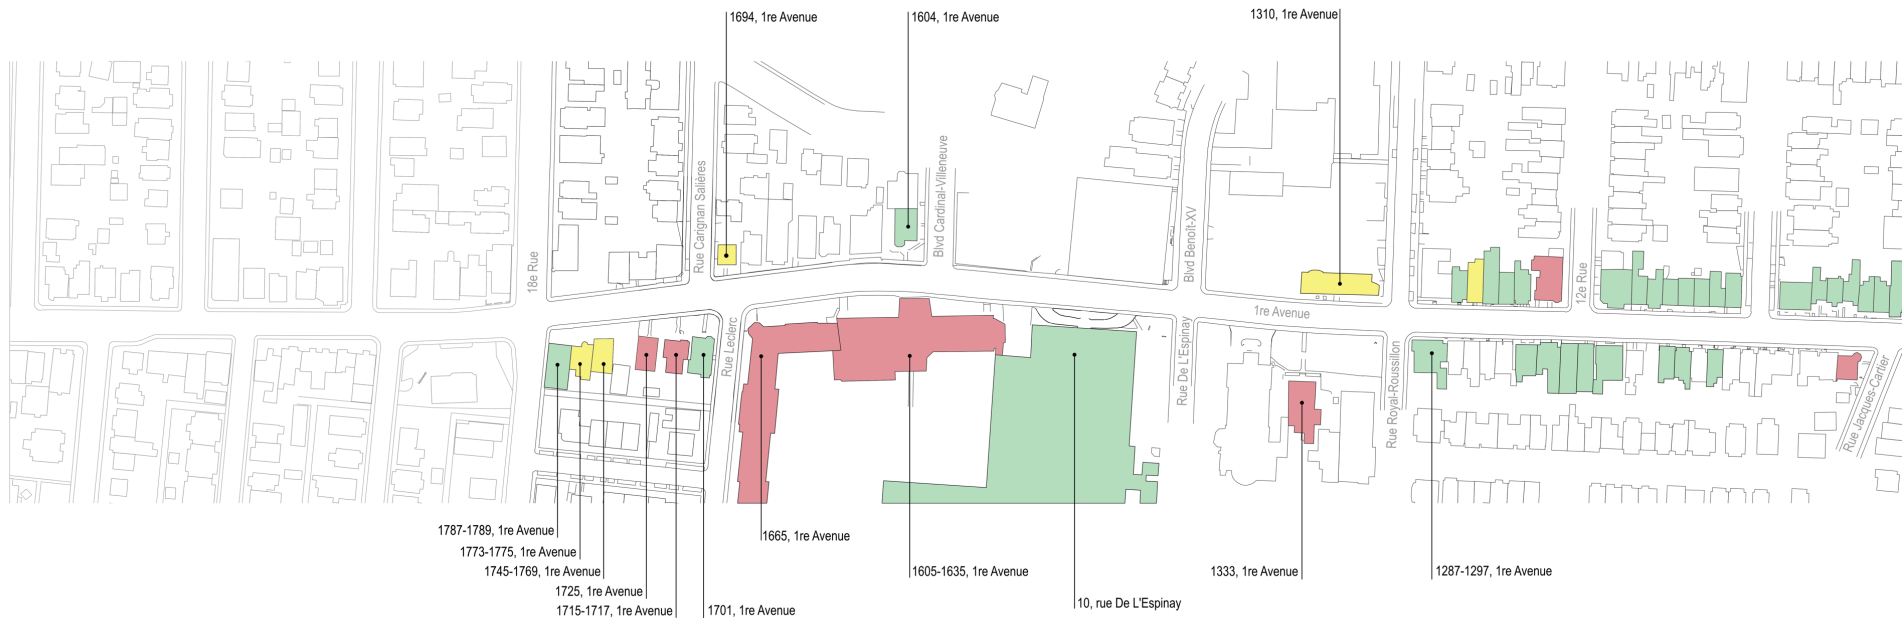 1694, 1re Avenue
1604, 1re Avenue
1310, 1re Avenue
18e Rue
Rue Carignan Salières
Blvd Cardinal-Villeneuve
Blvd Benoît-XV
12e Rue
1re Avenue
Rue Leclerc
Rue De L'Espinay
Rue Royal-Roussillon
Rue Jacques-Cartier
1787-1789, 1re Avenue
1773-1775, 1re Avenue
1745-1769, 1re Avenue
1725, 1re Avenue
1715-1717, 1re Avenue
1701, 1re Avenue
1665, 1re Avenue
1605-1635, 1re Avenue
10, rue De L'Espinay
1333, 1re Avenue
1287-1297, 1re Avenue